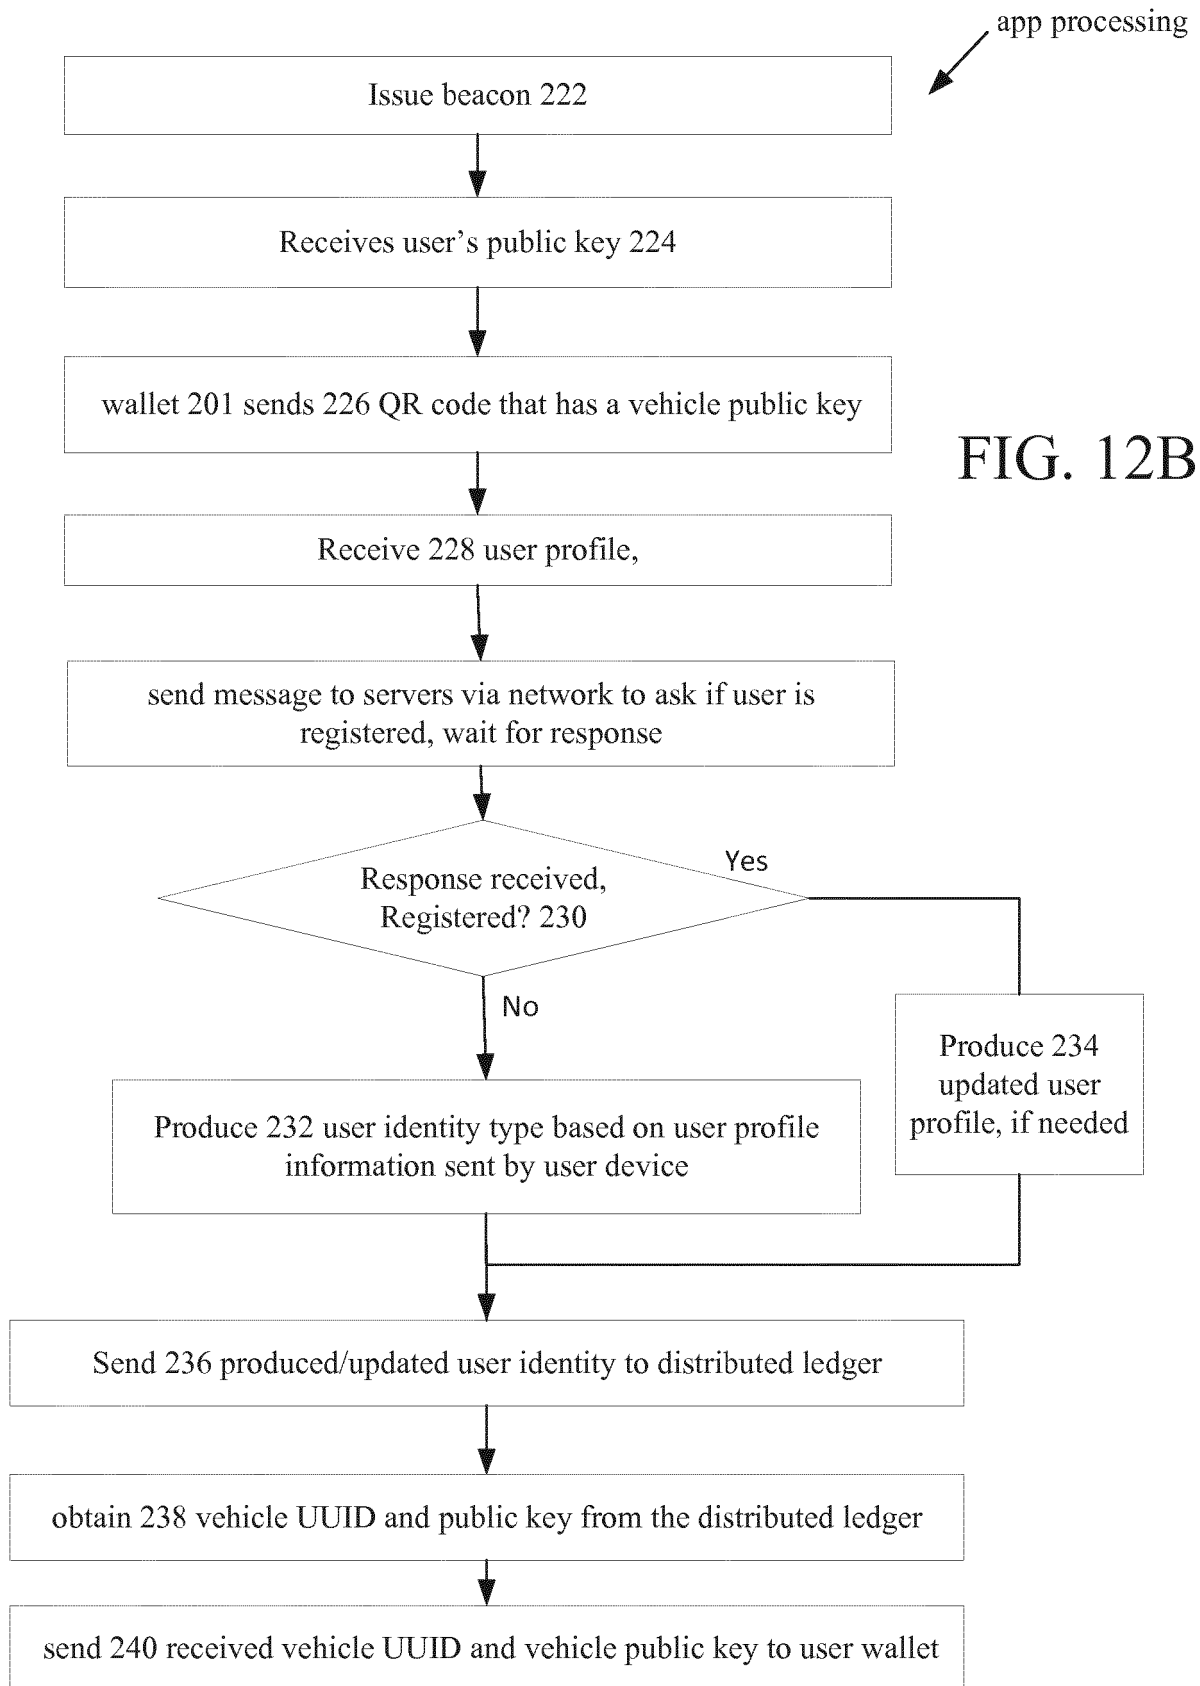 app processing
Issue beacon 222
Receives user’s public key 224
wallet 201 sends 226 QR code that has a vehicle public key
FIG. 12B
Receive 228 user profile,
send message to servers via network to ask if user is
registered, wait for response
Response received,
Registered? 230
Yes
No
Produce 234
updated user
profile, if needed
Produce 232 user identity type based on user profile
information sent by user device
Send 236 produced/updated user identity to distributed ledger
obtain 238 vehicle UUID and public key from the distributed ledger
send 240 received vehicle UUID and vehicle public key to user wallet